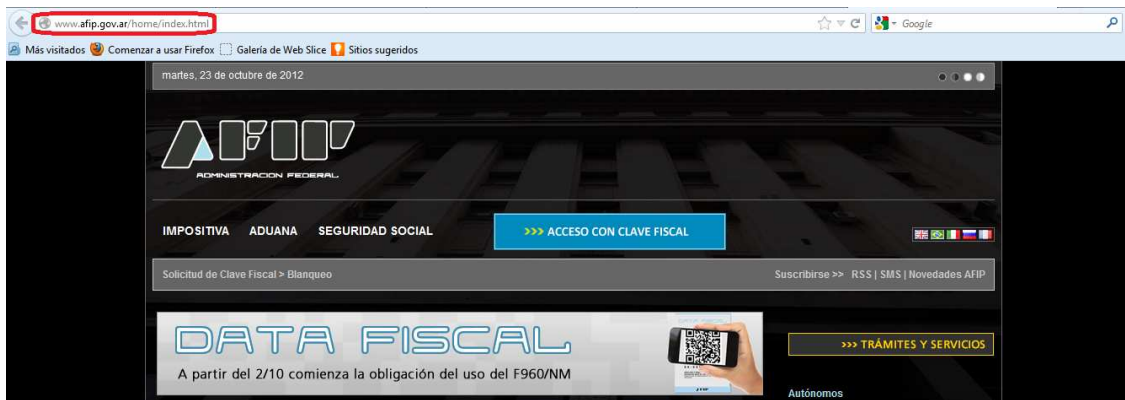 www.afip.gov.ar/home/index.html
Google
Más visitados Comenzar a usar Firefox Galería de Web Slice Sitios sugeridos
martes, 23 de octubre de 2012
AFIP
ADMINISTRACION FEDERAL
IMPOSITIVA ADUANA SEGURIDAD SOCIAL >>> ACCESO CON CLAVE FISCAL
Solicitud de Clave Fiscal > Blanqueo Suscribirse >> RSS | SMS | Novedades AFIP
DATA FISCAL
A partir del 2/10 comienza la obligación del uso del F960/NM
>>> TRÁMITES Y SERVICIOS
Autónomos